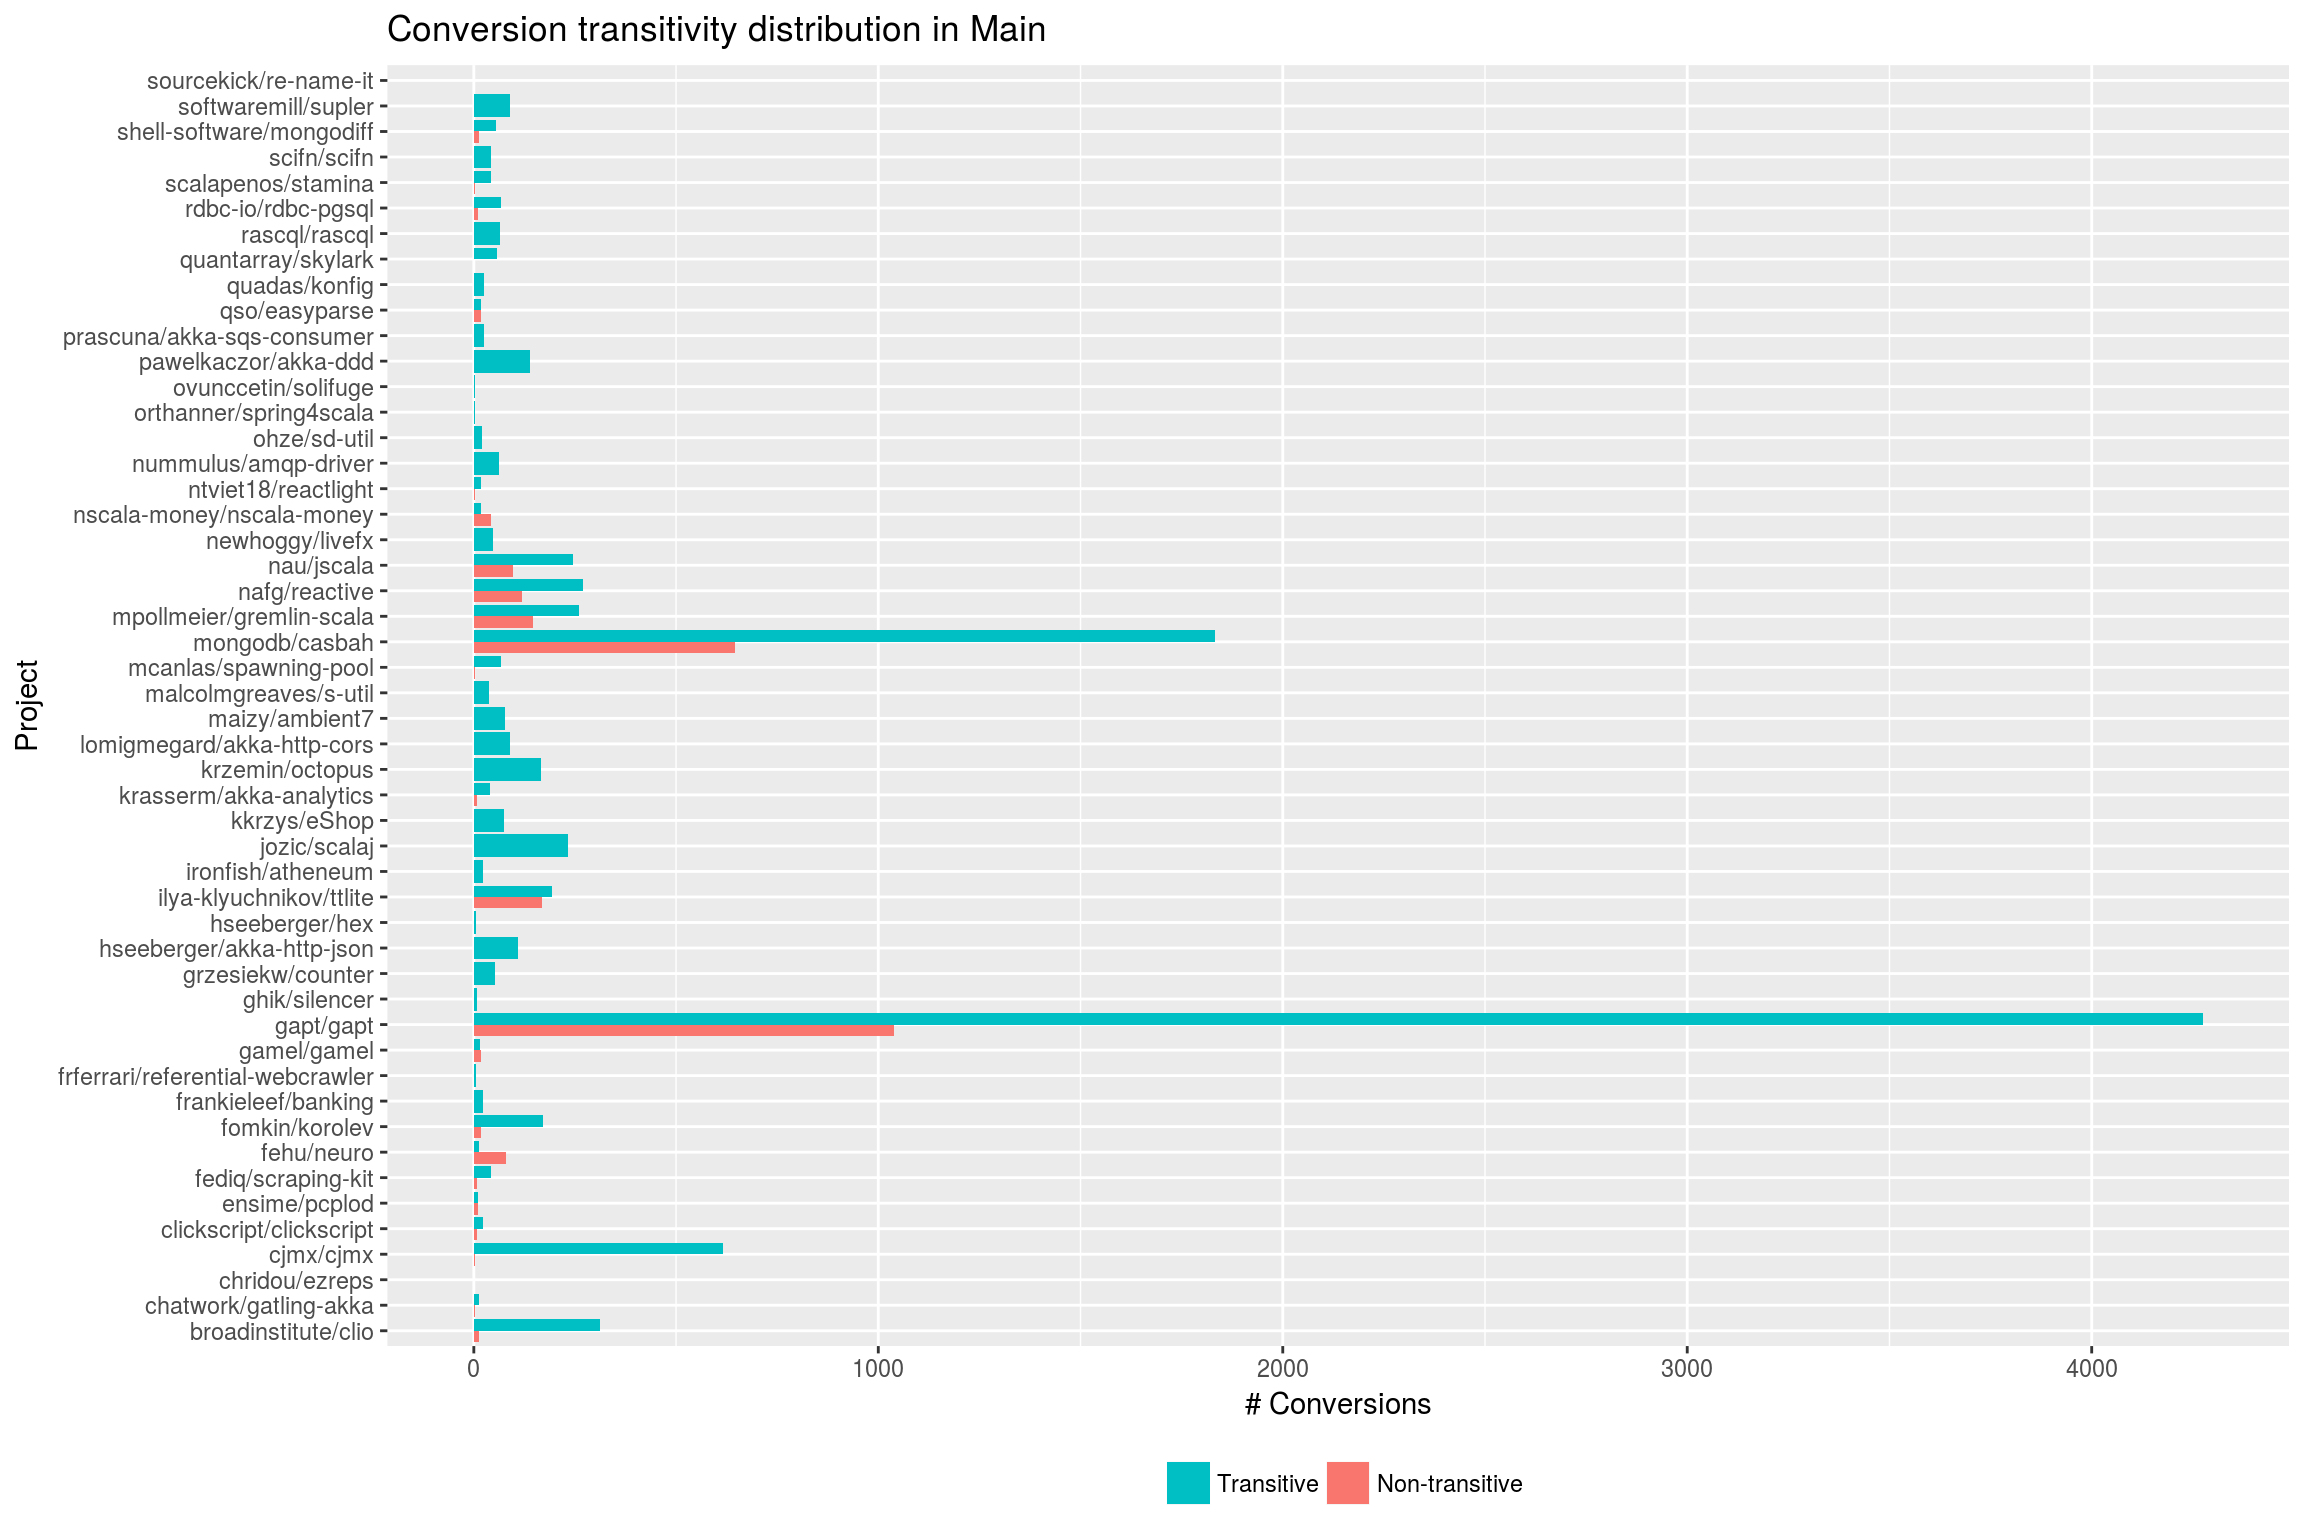 Conversion transitivity distribution in Main
Project
sourcekick/re-name-it
softwaremill/supler
shell-software/mongodiff
scifn/scifn
scalapenos/stamina
rdbc-io/rdbc-pgsql
rascql/rascql
quantarray/skylark
quadas/konfig
qso/easyparse
prascuna/akka-sqs-consumer
pawelkaczor/akka-ddd
ovunccetin/solifuge
orthanner/spring4scala
ohze/sd-util
nummulus/amqp-driver
ntviet18/reactlight
nscala-money/nscala-money
newhoggy/livefx
nau/jscala
nafg/reactive
mpollmeier/gremlin-scala
mongodb/casbah
mcanlas/spawning-pool
malcolmgreaves/s-util
maizy/ambient7
lomigmegard/akka-http-cors
krzemin/octopus
krasserm/akka-analytics
kkrzys/eShop
jozic/scalaj
ironfish/atheneum
ilya-klyuchnikov/ttlite
hseeberger/hex
hseeberger/akka-http-json
grzesiekw/counter
ghik/silencer
gapt/gapt
gamel/gamel
frferrari/referential-webcrawler
frankieleef/banking
fomkin/korolev
fehu/neuro
fediq/scraping-kit
ensime/pcplod
clickscript/clickscript
cjmx/cjmx
chridou/ezreps
chatwork/gatling-akka
broadinstitute/clio
0 1000 2000 3000 4000
# Conversions
Transitive Non-transitive